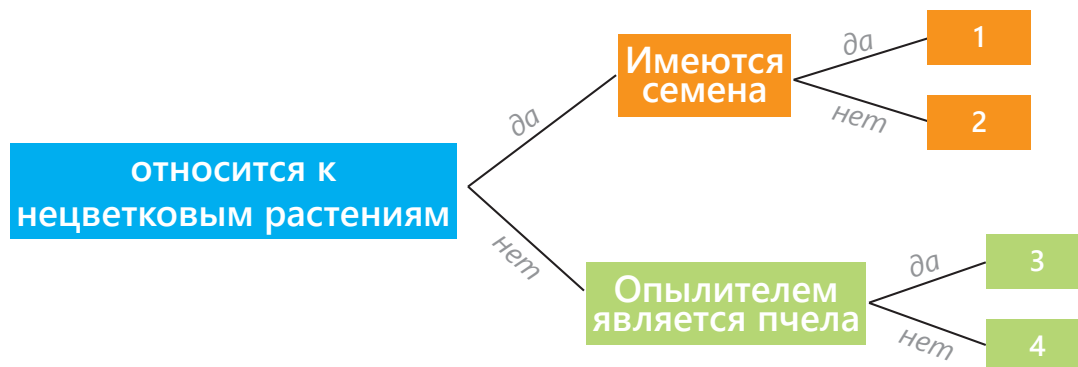 относится к
нецветковым растениям
да
нет
Имеются
семена
да
нет
1
2
Опылителем
является пчела
да
нет
3
4